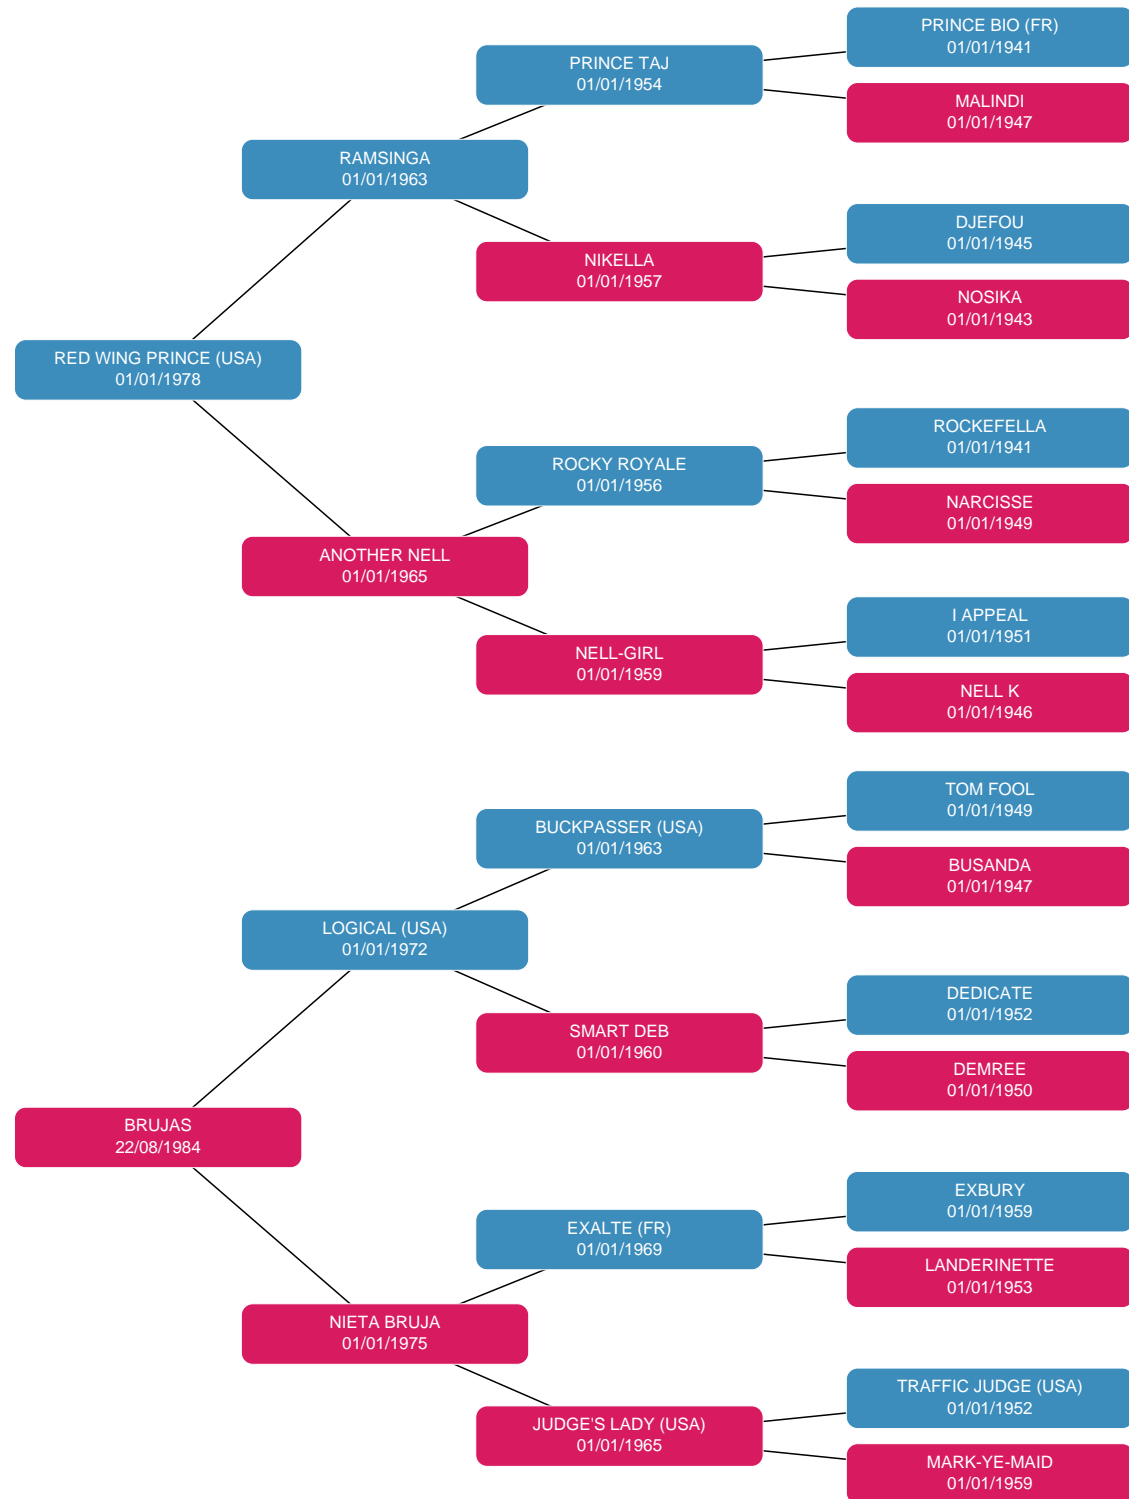 PRINCE BIO (FR)
01/01/1941
PRINCE TAJ
01/01/1954
MALINDI
01/01/1947
RAMSINGA
01/01/1963
DJEFOU
01/01/1945
NIKELLA
01/01/1957
NOSIKA
01/01/1943
RED WING PRINCE (USA)
01/01/1978
ROCKEFELLA
01/01/1941
ROCKY ROYALE
01/01/1956
NARCISSE
01/01/1949
ANOTHER NELL
01/01/1965
I APPEAL
01/01/1951
NELL-GIRL
01/01/1959
NELL K
01/01/1946
TOM FOOL
01/01/1949
BUCKPASSER (USA)
01/01/1963
BUSANDA
01/01/1947
LOGICAL (USA)
01/01/1972
DEDICATE
01/01/1952
SMART DEB
01/01/1960
DEMREE
01/01/1950
BRUJAS
22/08/1984
EXBURY
01/01/1959
EXALTE (FR)
01/01/1969
LANDERINETTE
01/01/1953
NIETA BRUJA
01/01/1975
TRAFFIC JUDGE (USA)
01/01/1952
JUDGE'S LADY (USA)
01/01/1965
MARK-YE-MAID
01/01/1959